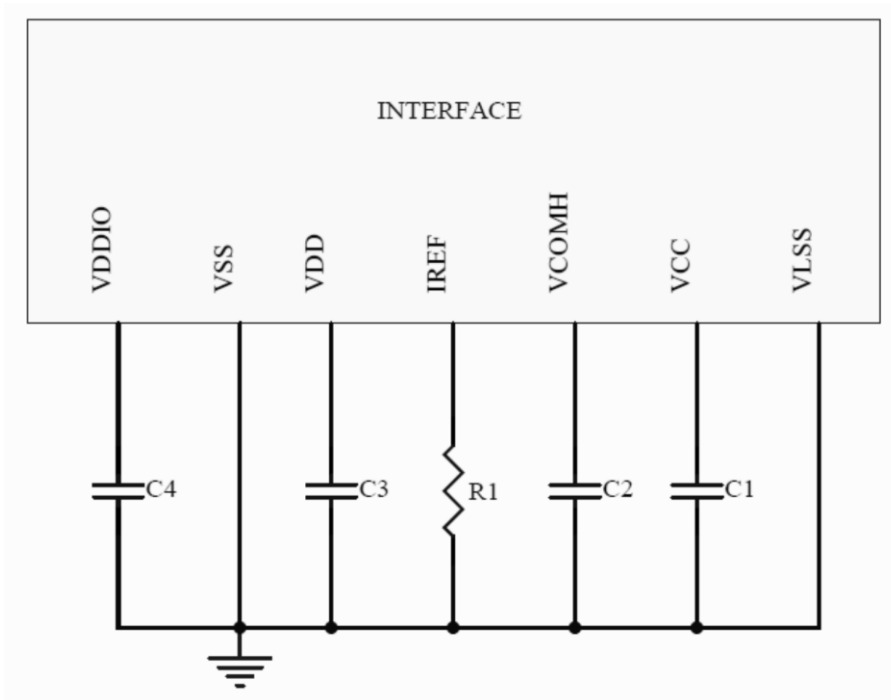 INTERFACE
VDDIO
VSS
VDD
IREF
VCOMH
VCC
VLSS
C4
C3
R1
C2
C1